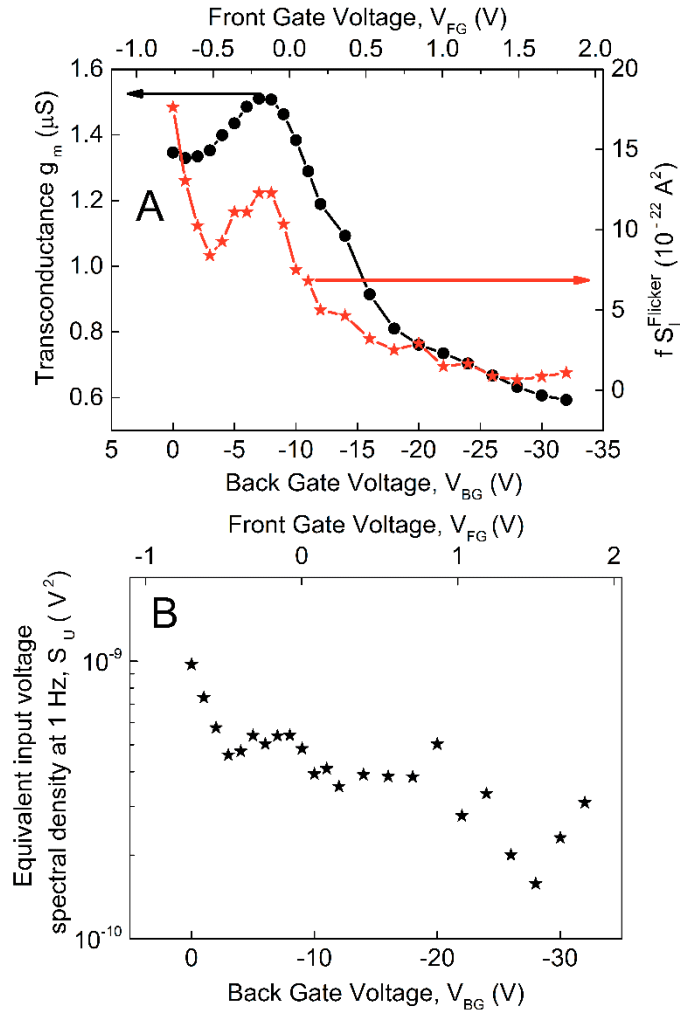 Front Gate Voltage, V_FG (V)
-1.0 -0.5 0.0 0.5 1.0 1.5 2.0
1.6
1.4
1.2
1.0
0.8
0.6
Transconductance g_m (μS)
A
20
15
10
5
0
f S_I^Flicker (10^-22 A^2)
5 0 -5 -10 -15 -20 -25 -30 -35
Back Gate Voltage, V_BG (V)
Front Gate Voltage, V_FG (V)
-1 0 1 2
B
10^-9
10^-10
Equivalent input voltage
spectral density at 1 Hz, S_U (V^2)
0 -10 -20 -30
Back Gate Voltage, V_BG (V)